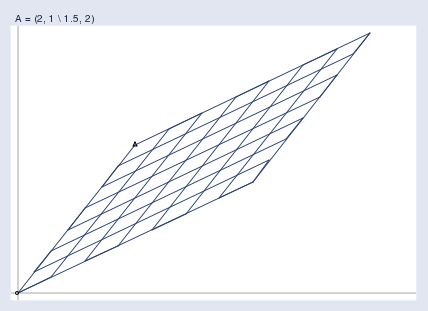 A = (2, 1 \ 1.5, 2)
A